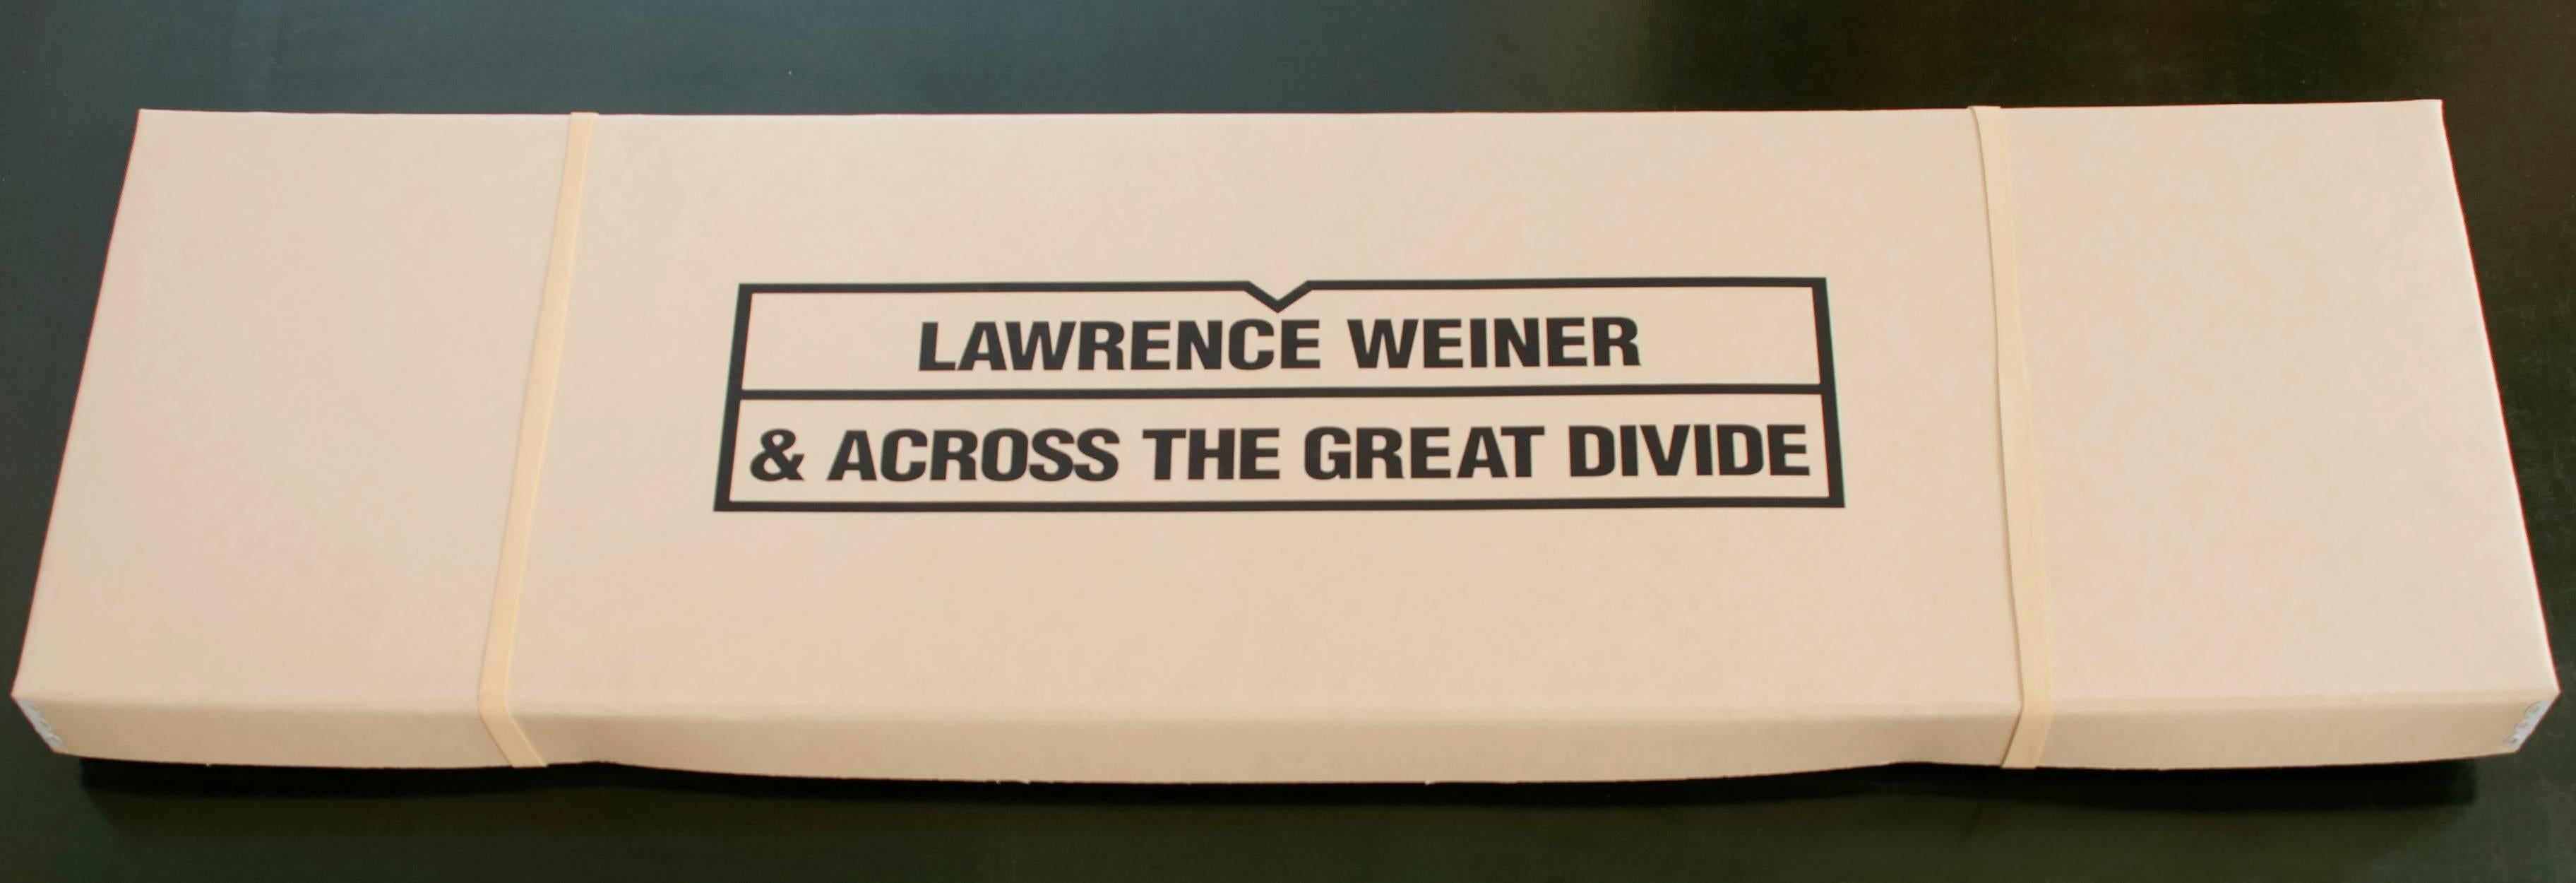 LAWRENCE WEINER
& ACROSS THE GREAT DIVIDE